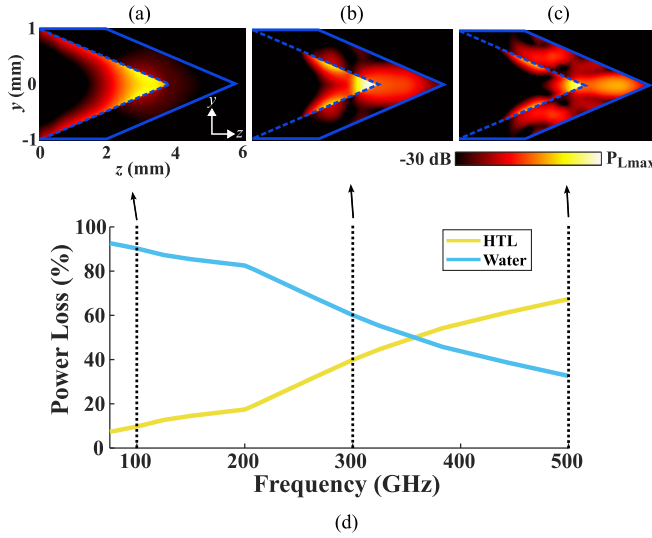 (a) (b) (c)
1
0
-1
y (mm)
y
z
0 2 4 6
z (mm)
-30 dB P_Lmax
100
80
60
40
20
0
Power Loss (%)
HTL
Water
100 200 300 400 500
Frequency (GHz)
(d)